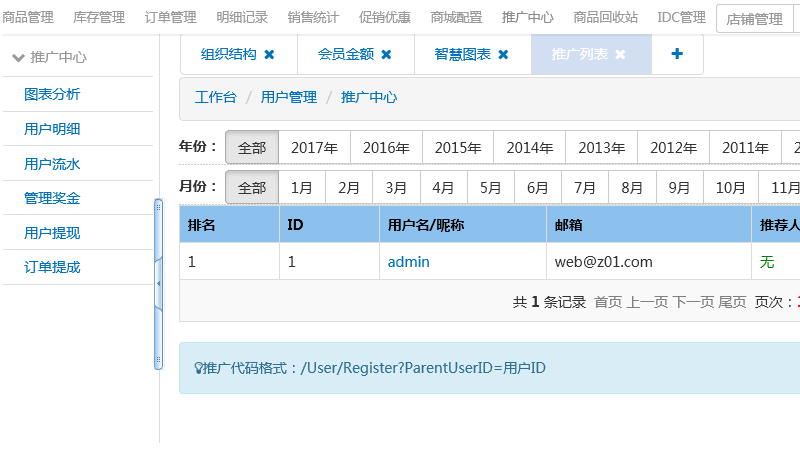 商品管理 库存管理 订单管理 明细记录 销售统计 促销优惠 商城配置 推广中心 商品回收站 IDC管理 店铺管理
推广中心
图表分析
用户明细
用户流水
管理奖金
用户提现
订单提成
组织结构 会员金额 智慧图表 推广列表
工作台 / 用户管理 / 推广中心
年份： 全部 2017年 2016年 2015年 2014年 2013年 2012年 2011年 2
月份： 全部 1月 2月 3月 4月 5月 6月 7月 8月 9月 10月 11月
排名 ID 用户名/昵称 邮箱 推荐人
1 1 admin web@z01.com 无
共 1 条记录 首页 上一页 下一页 尾页 页次：
推广代码格式：/User/Register?ParentUserID=用户ID